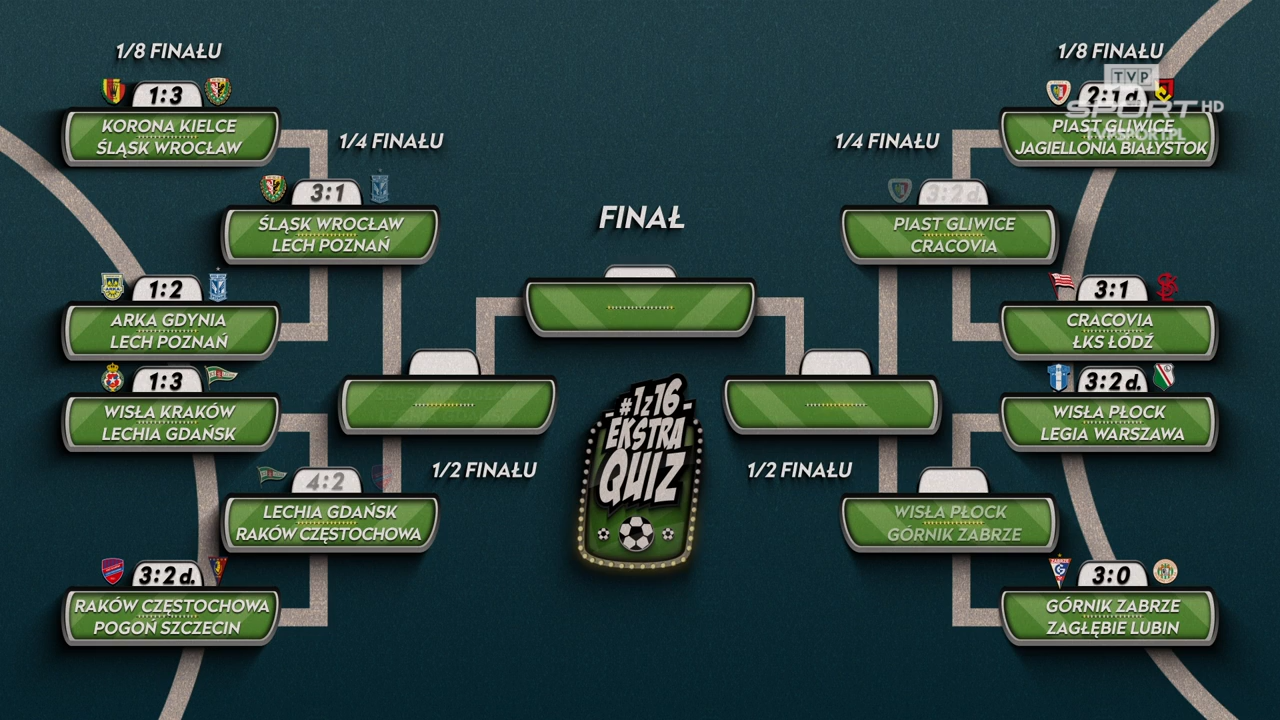 1/8 FINAŁU
1/8 FINAŁU
TVP
SPORT HD
TVPSPORT.PL
1:3
KORONA KIELCE
ŚLĄSK WROCŁAW
2:1 d.
PIAST GLIWICE
JAGIELLONIA BIAŁYSTOK
1/4 FINAŁU
1/4 FINAŁU
3:1
ŚLĄSK WROCŁAW
LECH POZNAŃ
FINAŁ
3:2 d.
PIAST GLIWICE
CRACOVIA
1:2
ARKA GDYNIA
LECH POZNAŃ
3:1
CRACOVIA
ŁKS ŁÓDŹ
1:3
WISŁA KRAKÓW
LECHIA GDAŃSK
3:2 d.
WISŁA PŁOCK
LEGIA WARSZAWA
#1 z 16
EKSTRA
QUIZ
1/2 FINAŁU
1/2 FINAŁU
4:2
LECHIA GDAŃSK
RAKÓW CZĘSTOCHOWA
WISŁA PŁOCK
GÓRNIK ZABRZE
3:2 d.
RAKÓW CZĘSTOCHOWA
POGOŃ SZCZECIN
3:0
GÓRNIK ZABRZE
ZAGŁĘBIE LUBIN